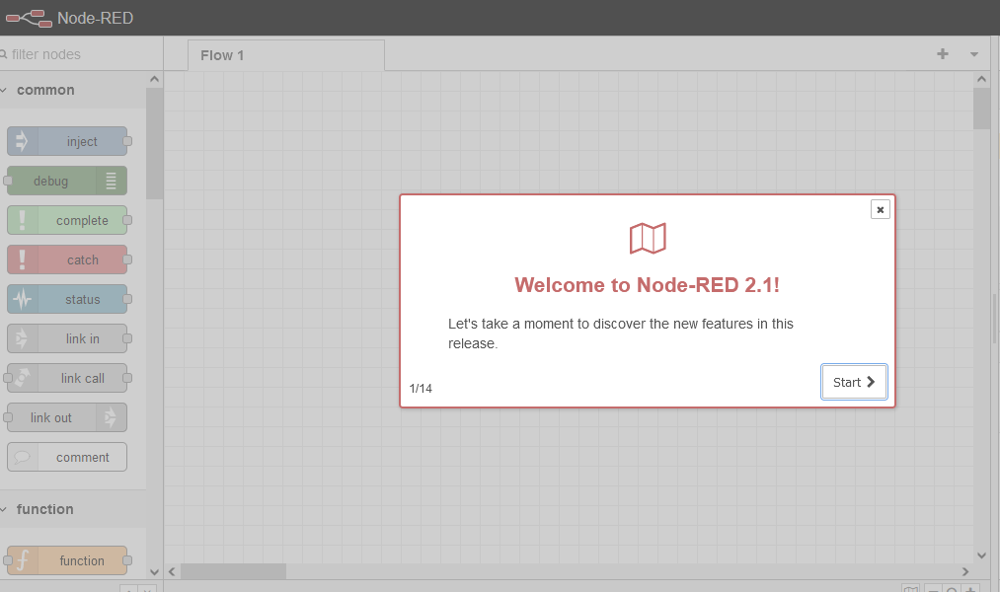 Node-RED
filter nodes
Flow 1
common
inject
debug
complete
catch
status
link in
link call
link out
comment
function
function
Welcome to Node-RED 2.1!
Let's take a moment to discover the new features in this
release.
1/14
Start